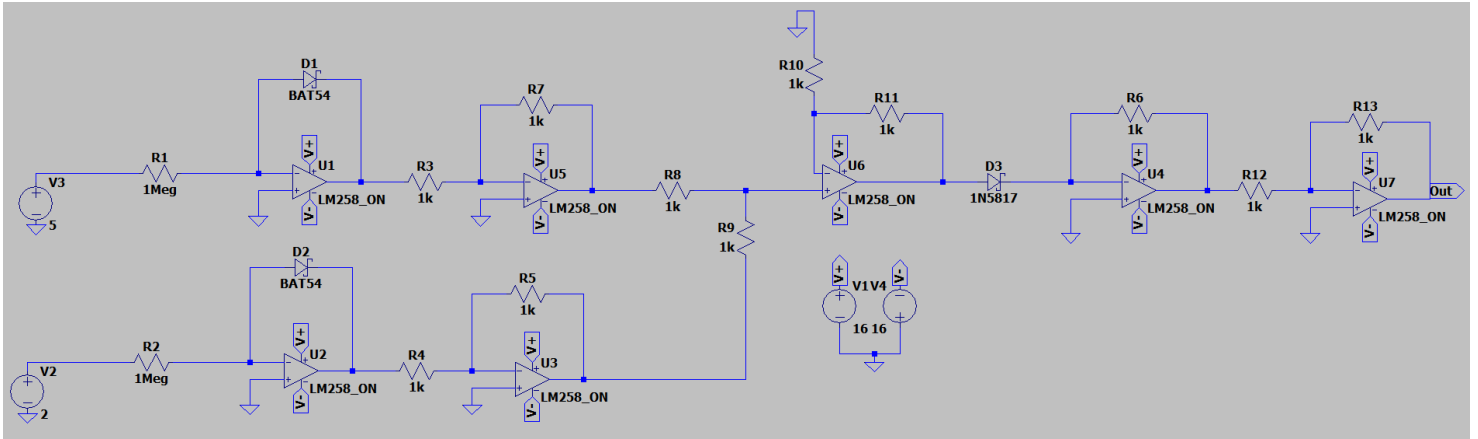 D1
BAT54
V3
5
R1
1Meg
V+
U1
LM258_ON
V-
R3
1k
R7
1k
V+
U5
LM258_ON
V-
R8
1k
R9
1k
R10
1k
R11
1k
V+
U6
LM258_ON
V-
D3
1N5817
R6
1k
V+
U4
LM258_ON
V-
R12
1k
R13
1k
V+
U7
LM258_ON
V-
Out
D2
BAT54
V2
2
R2
1Meg
V+
U2
LM258_ON
V-
R4
1k
R5
1k
V+
U3
LM258_ON
V-
V+
V-
V1
V4
16
16